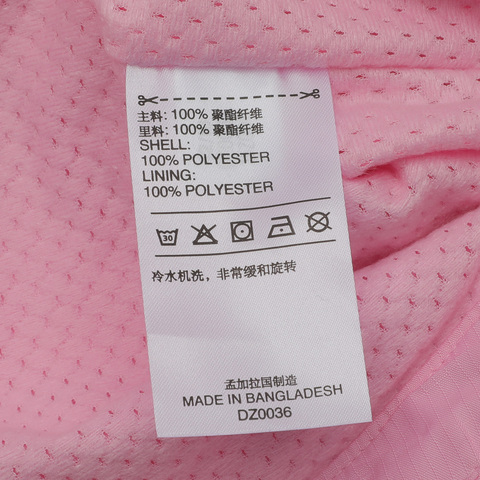 主料: 100% 聚酯纤维
里料: 100% 聚酯纤维
SHELL:
100% POLYESTER
LINING:
100% POLYESTER
30
冷水机洗，非常缓和旋转
孟加拉国制造
MADE IN BANGLADESH
DZ0036